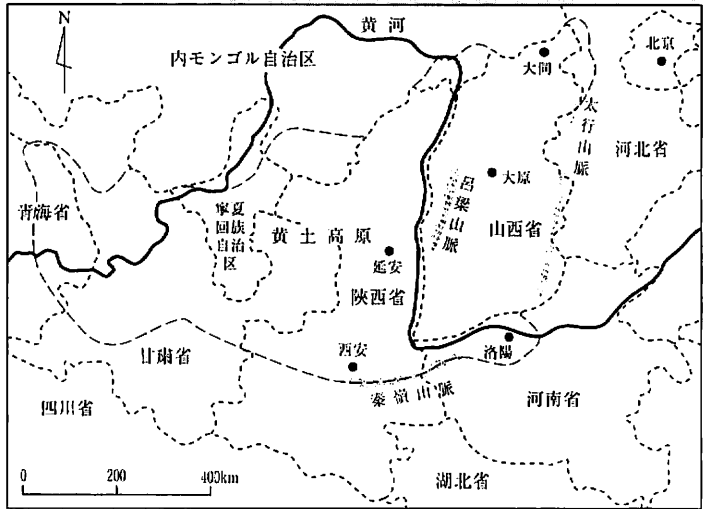 N
黄河
内モンゴル自治区
大同
北京
太行山脈
河北省
大原
呂梁山脈
山西省
青海省
寧夏
回族
自治
区
黄土高原
延安
陝西省
西安
洛陽
甘粛省
秦嶺山脈
河南省
四川省
湖北省
0
200
400km